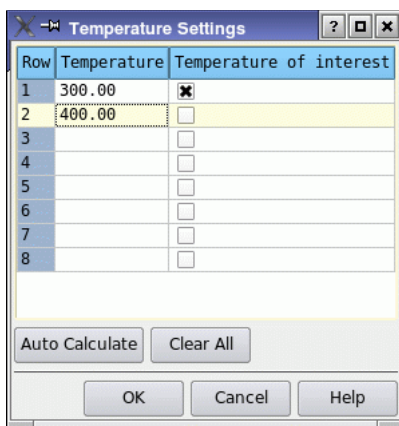 Temperature Settings
Row Temperature Temperature of interest
1 300.00
2 400.00
3
4
5
6
7
8
Auto Calculate Clear All
OK Cancel Help